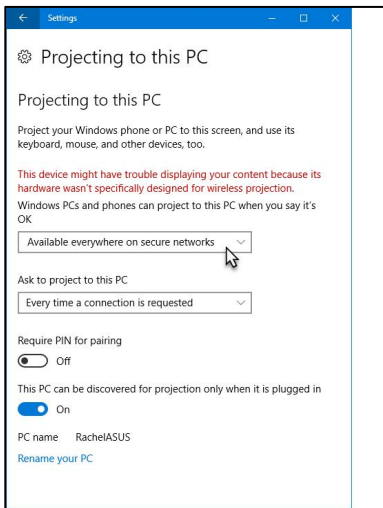 Settings
Projecting to this PC
Projecting to this PC
Project your Windows phone or PC to this screen, and use its
keyboard, mouse, and other devices, too.
This device might have trouble displaying your content because its
hardware wasn't specifically designed for wireless projection.
Windows PCs and phones can project to this PC when you say it's
OK
Available everywhere on secure networks
Ask to project to this PC
Every time a connection is requested
Require PIN for pairing
Off
This PC can be discovered for projection only when it is plugged in
On
PC name RachelASUS
Rename your PC